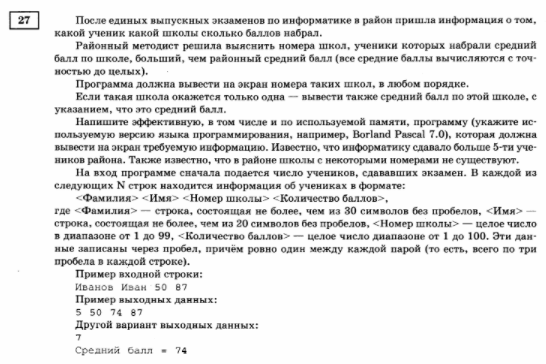 27
После единых выпускных экзаменов по информатике в район пришла информация о том,
какой ученик какой школы сколько баллов набрал.
Районный методист решила выяснить номера школ, ученики которых набрали средний
балл по школе, больший, чем районный средний балл (все средние баллы вычисляются с точ-
ностью до целых).
Программа должна вывести на экран номера таких школ, в любом порядке.
Если такая школа окажется только одна — вывести также средний балл по этой школе, с
указанием, что это средний балл.
Напишите эффективную, в том числе и по используемой памяти, программу (укажите ис-
пользуемую версию языка программирования, например, Borland Pascal 7.0), которая должна
вывести на экран требуемую информацию. Известно, что информатику сдавало больше 5-ти уче-
ников района. Также известно, что в районе школы с некоторыми номерами не существуют.
На вход программе сначала подается число учеников, сдававших экзамен. В каждой из
следующих N строк находится информация об учениках в формате:
<Фамилия> <Имя> <Номер школы> <Количество баллов>,
где <Фамилия> — строка, состоящая не более, чем из 30 символов без пробелов, <Имя> —
строка, состоящая не более, чем из 20 символов без пробелов, <Номер школы> — целое число
в диапазоне от 1 до 99, <Количество баллов> — целое число диапазоне от 1 до 100. Эти дан-
ные записаны через пробел, причём ровно один между каждой парой (то есть, всего по три
пробела в каждой строке).
Пример входной строки:
Иванов Иван 50 87
Пример выходных данных:
5 50 74 87
Другой вариант выходных данных:
7
Средний балл = 74